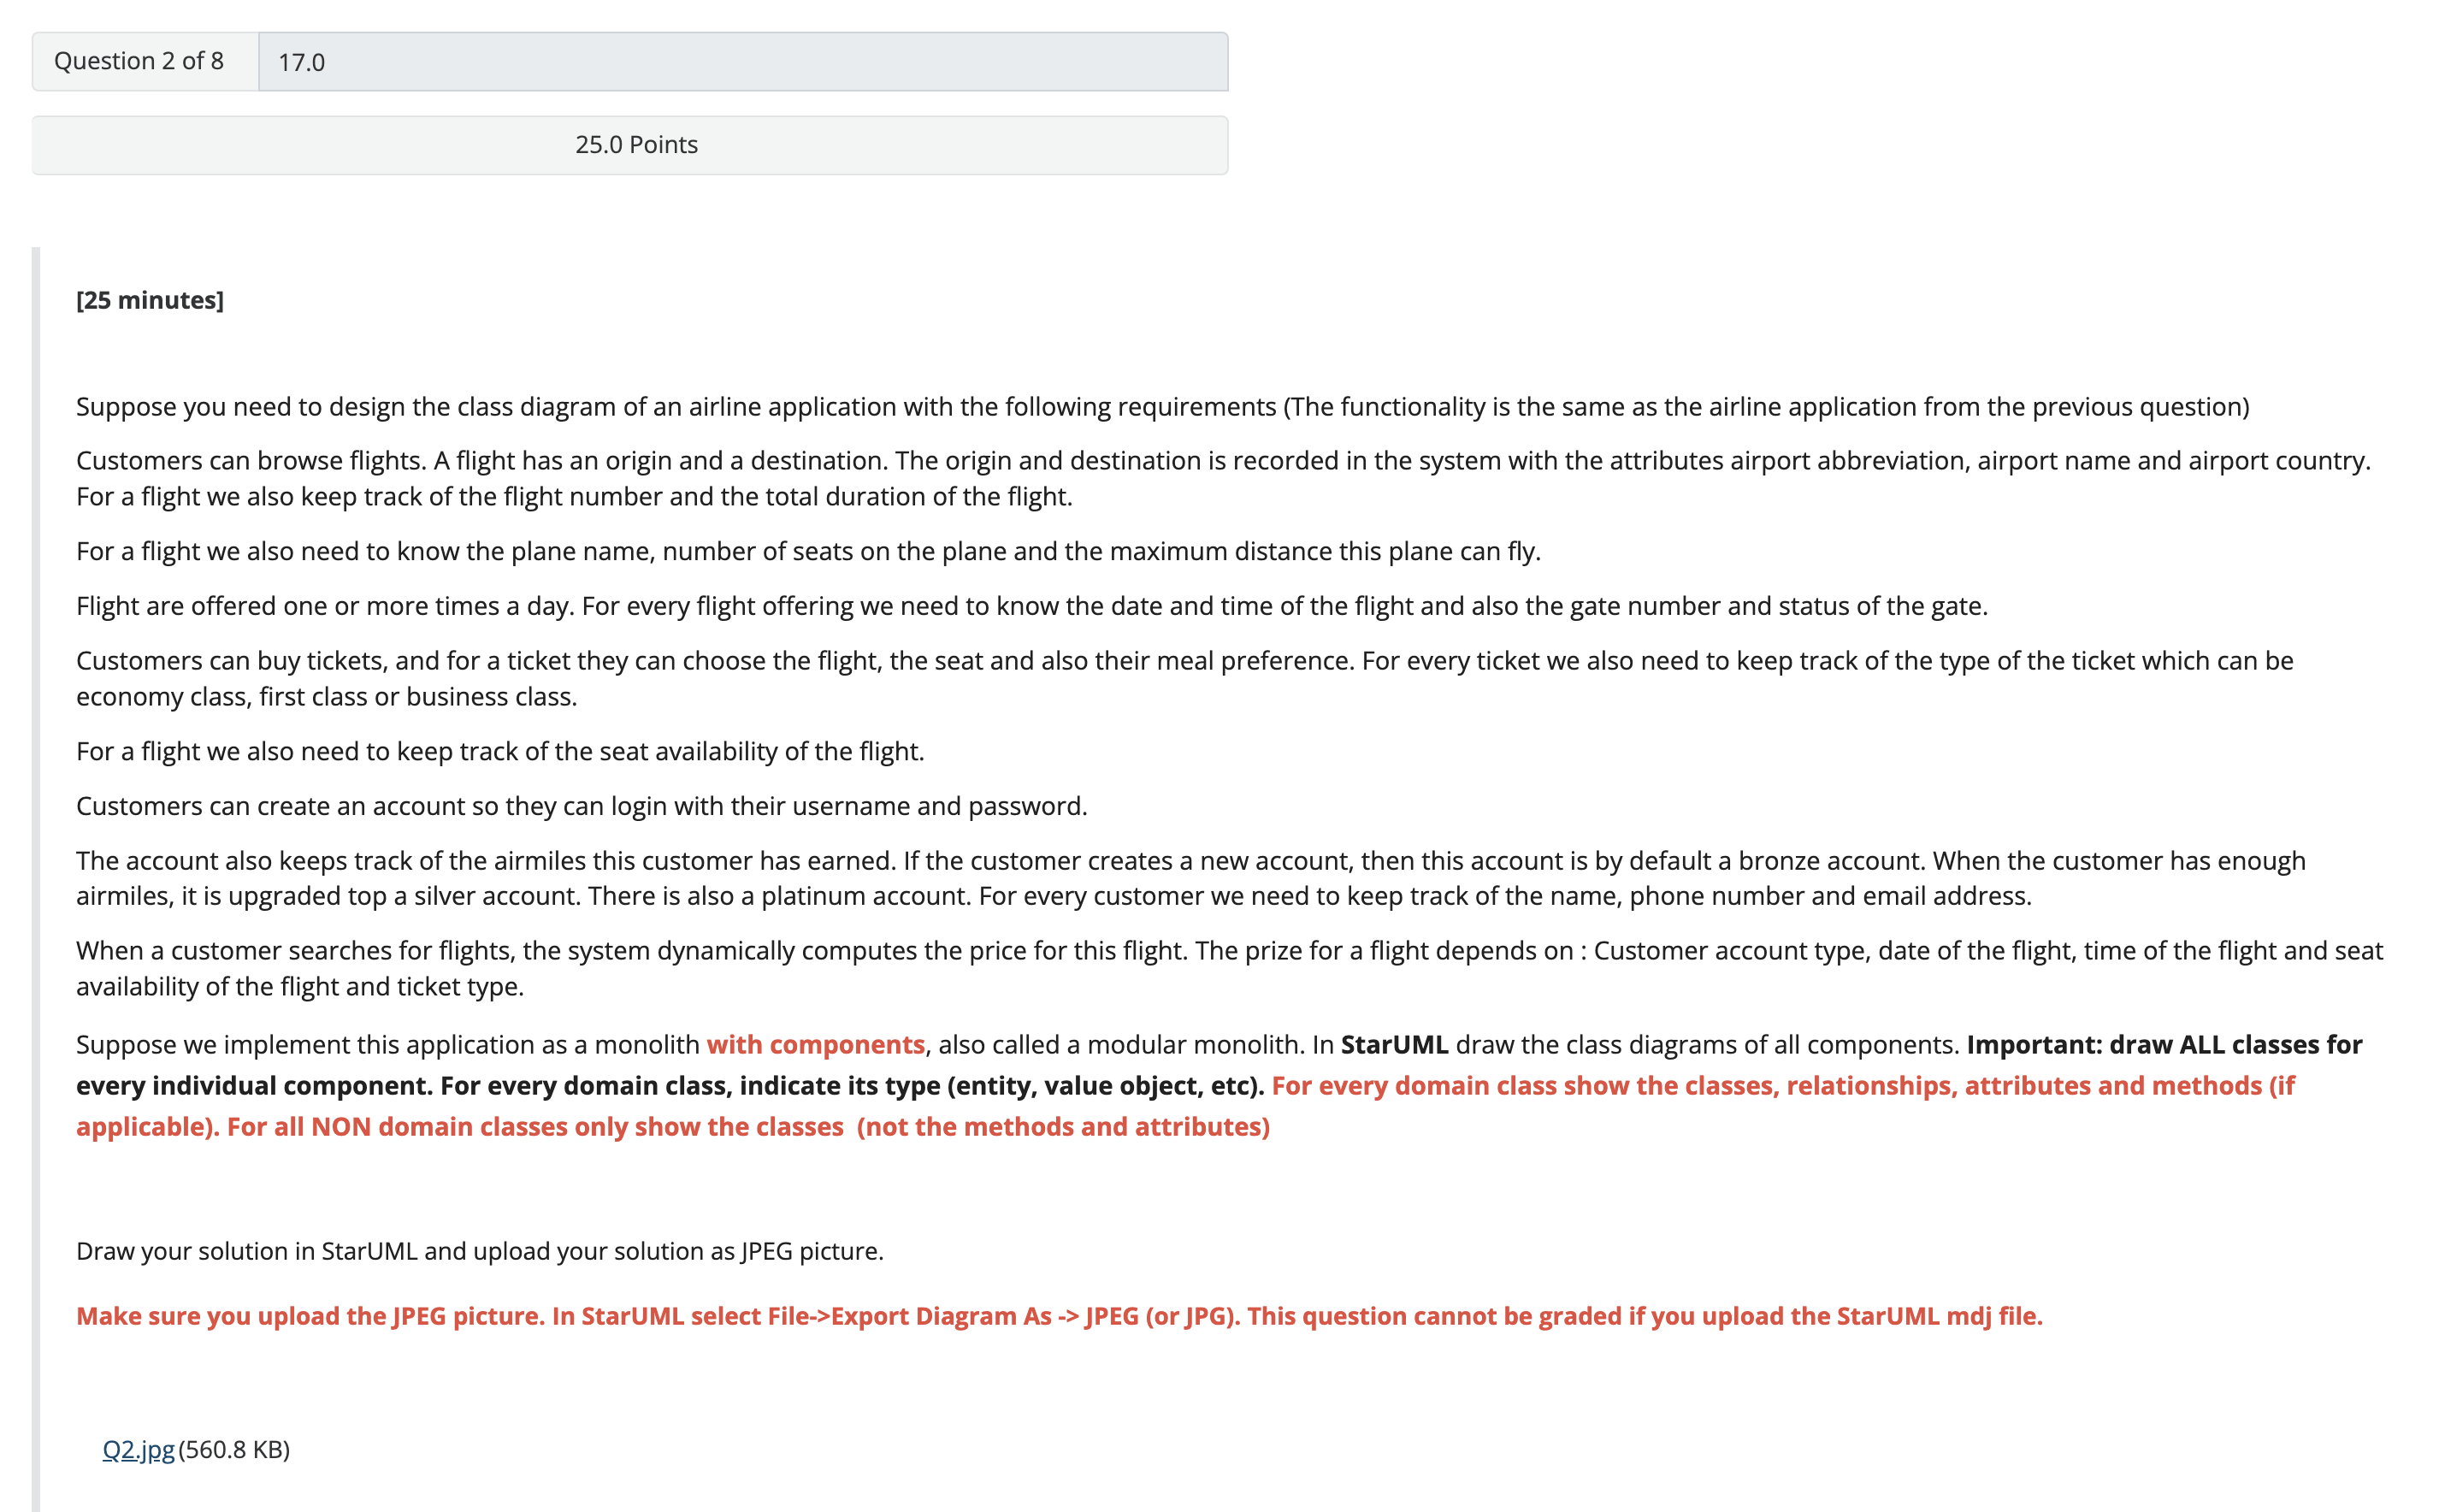 Question 2 of 8
17.0
25.0 Points
[25 minutes]
Suppose you need to design the class diagram of an airline application with the following requirements (The functionality is the same as the airline application from the previous question)
Customers can browse flights. A flight has an origin and a destination. The origin and destination is recorded in the system with the attributes airport abbreviation, airport name and airport country.
For a flight we also keep track of the flight number and the total duration of the flight.
For a flight we also need to know the plane name, number of seats on the plane and the maximum distance this plane can fly.
Flight are offered one or more times a day. For every flight offering we need to know the date and time of the flight and also the gate number and status of the gate.
Customers can buy tickets, and for a ticket they can choose the flight, the seat and also their meal preference. For every ticket we also need to keep track of the type of the ticket which can be
economy class, first class or business class.
For a flight we also need to keep track of the seat availability of the flight.
Customers can create an account so they can login with their username and password.
The account also keeps track of the airmiles this customer has earned. If the customer creates a new account, then this account is by default a bronze account. When the customer has enough
airmiles, it is upgraded top a silver account. There is also a platinum account. For every customer we need to keep track of the name, phone number and email address.
When a customer searches for flights, the system dynamically computes the price for this flight. The prize for a flight depends on : Customer account type, date of the flight, time of the flight and seat
availability of the flight and ticket type.
Suppose we implement this application as a monolith with components, also called a modular monolith. In StarUML draw the class diagrams of all components. Important: draw ALL classes for
every individual component. For every domain class, indicate its type (entity, value object, etc). For every domain class show the classes, relationships, attributes and methods (if
applicable). For all NON domain classes only show the classes  (not the methods and attributes)
Draw your solution in StarUML and upload your solution as JPEG picture.
Make sure you upload the JPEG picture. In StarUML select File->Export Diagram As -> JPEG (or JPG). This question cannot be graded if you upload the StarUML mdj file.
Q2.jpg (560.8 KB)